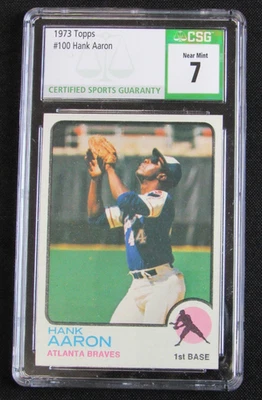 1973 Topps
#100 Hank Aaron
CERTIFIED SPORTS GUARANTY
CSG
Near Mint
7
44
HANK
AARON
ATLANTA BRAVES
1st BASE